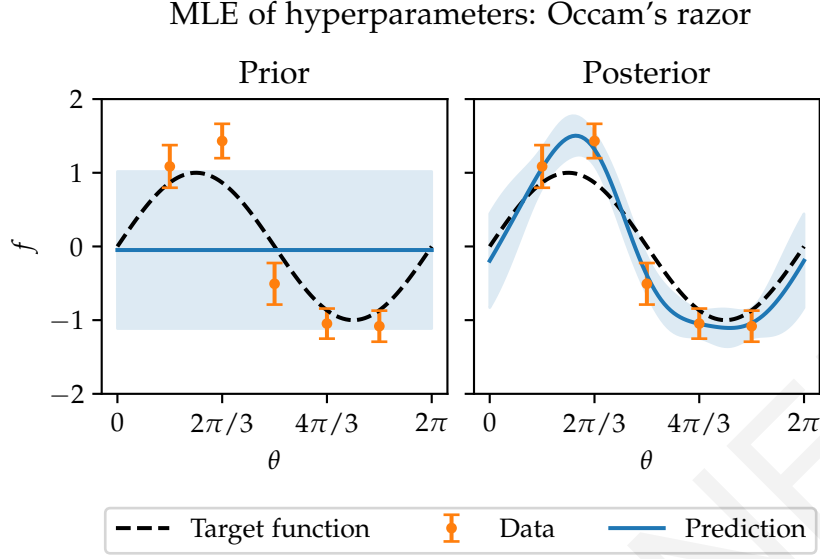 MLE of hyperparameters: Occam's razor
Prior
Posterior
2
1
0
−1
−2
f
0
2π/3
4π/3
2π
θ
0
2π/3
4π/3
2π
θ
Target function
Data
Prediction